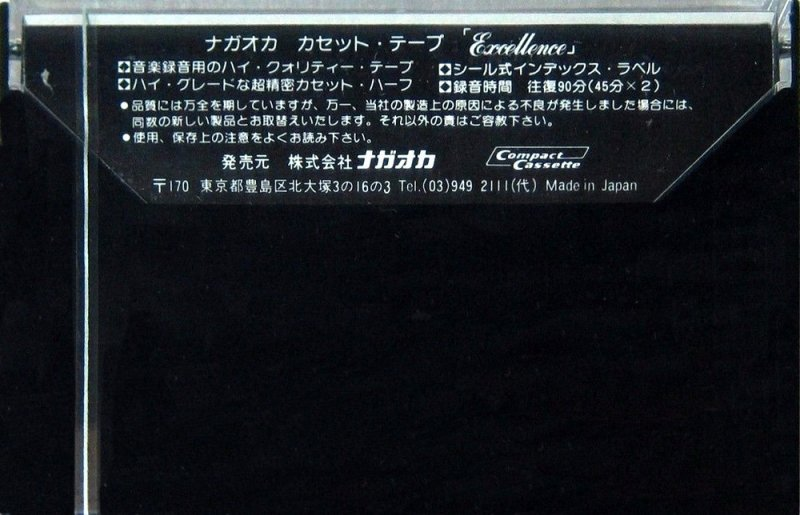 ナガオカ カセット・テープ 「Excellence」
音楽録音用のハイ・クォリティー・テープ シール式インデックス・ラベル
ハイ・グレードな超精密カセット・ハーフ 録音時間 往復90分(45分×2)
●品質には万全を期していますが、万一、当社の製造上の原因による不良が発生しました場合には、
同数の新しい製品とお取替えいたします。それ以外の責はご容赦下さい。
●使用、保存上の注意をよくお読み下さい。
発売元 株式会社ナガオカ Compact Cassette
〒170 東京都豊島区北大塚3の16の3 Tel.(03)949 2111(代) Made in Japan